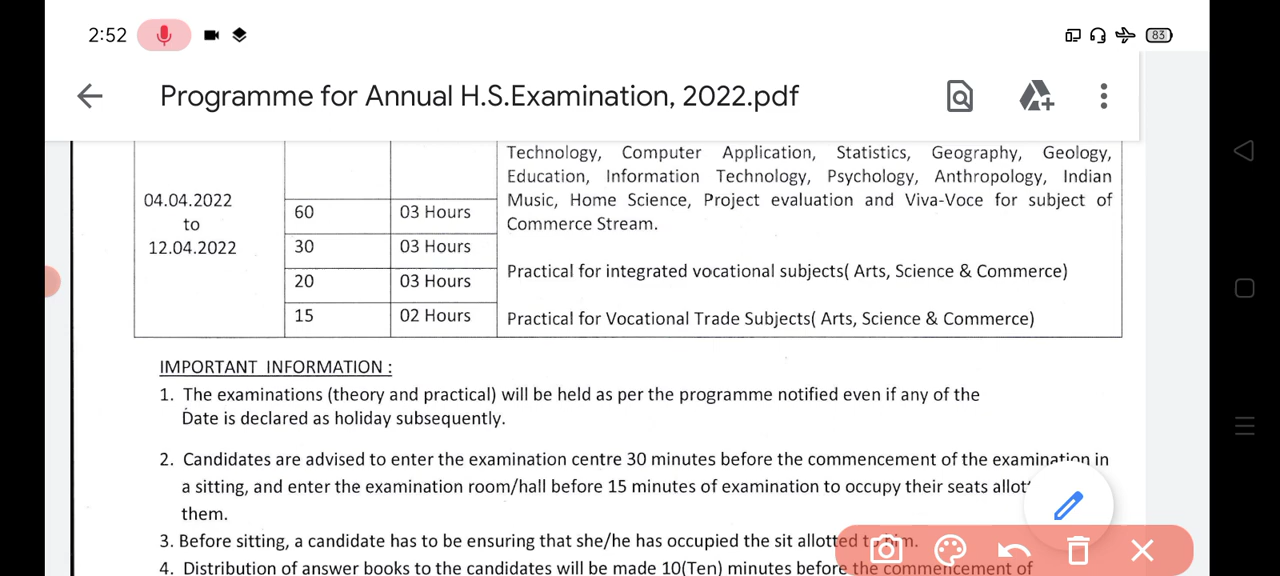 2:52
83
Programme for Annual H.S.Examination, 2022.pdf
Technology, Computer Application, Statistics, Geography, Geology,
Education, Information Technology, Psychology, Anthropology, Indian
Music, Home Science, Project evaluation and Viva-Voce for subject of
Commerce Stream.
04.04.2022
to
12.04.2022
60 03 Hours
30 03 Hours
20 03 Hours
15 02 Hours
Practical for integrated vocational subjects( Arts, Science & Commerce)
Practical for Vocational Trade Subjects( Arts, Science & Commerce)
IMPORTANT INFORMATION :
1. The examinations (theory and practical) will be held as per the programme notified even if any of the
Date is declared as holiday subsequently.
2. Candidates are advised to enter the examination centre 30 minutes before the commencement of the examination in
a sitting, and enter the examination room/hall before 15 minutes of examination to occupy their seats
them.
3. Before sitting, a candidate has to be ensuring that she/he has occupied the sit allotted to him.
4. Distribution of answer books to the candidates will be made 10(Ten) minutes before the commencement of